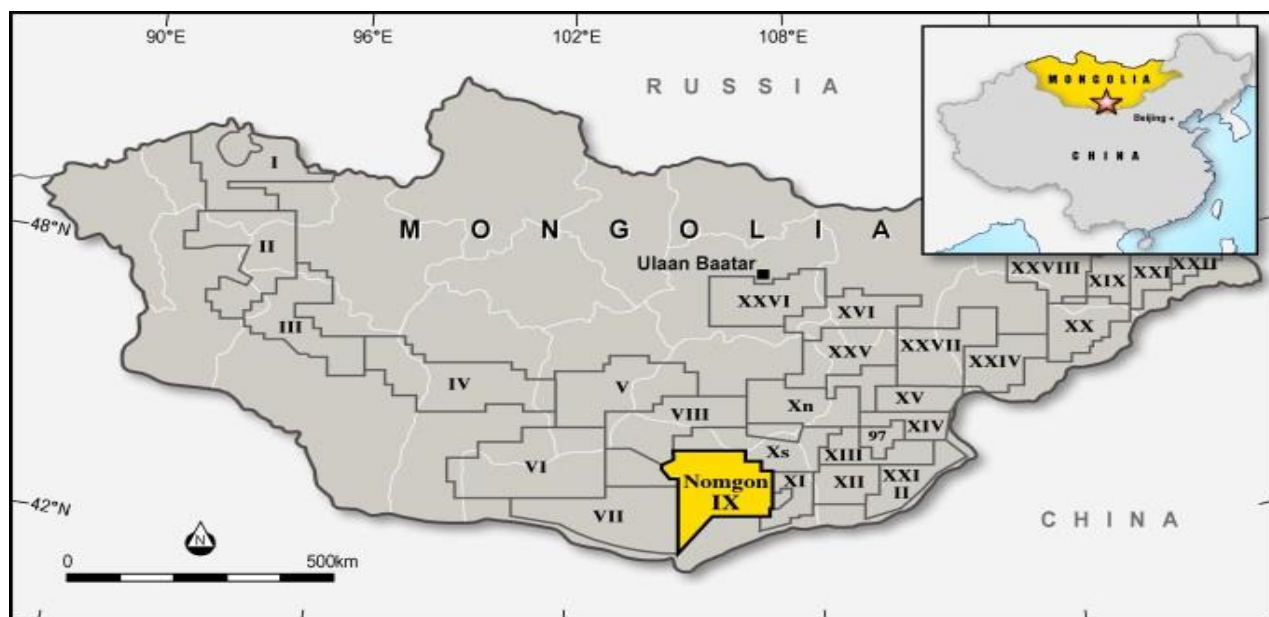 90°E 96°E 102°E 108°E
RUSSIA
MONGOLIA
Beijing
CHINA
I
48°N
MONGOLIA
II
Ulaan Baatar
XXVIII
XIX
XXI
XXII
XXVI
XVI
III
XX
XXV
XXVII
XXIV
IV
V
VIII
Xn
XV
XIV
97
Xs
XIII
VI
Nomgon
IX
XI
XII
XXI
II
42°N
VII
CHINA
N
0 500km